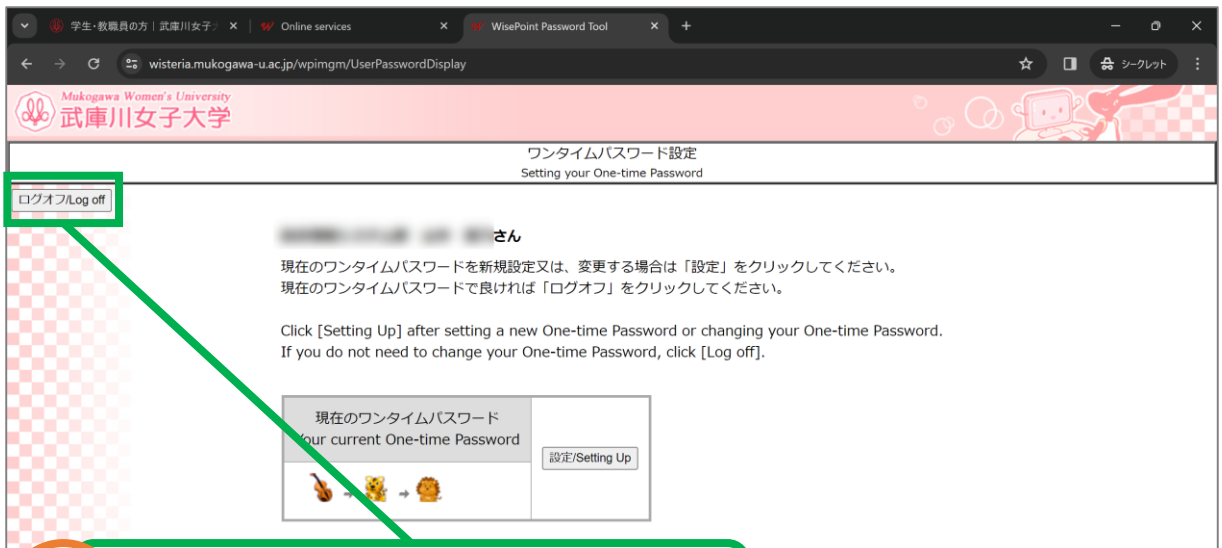 学生・教職員の方 | 武庫川女子大
Online services
WisePoint Password Tool
wisteria.mukogawa-u.ac.jp/wpimgm/UserPasswordDisplay
シークレット
Mukogawa Women's University
武庫川女子大学
ワンタイムパスワード設定
Setting your One-time Password
ログオフ/Log off
さん
現在のワンタイムパスワードを新規設定又は、変更する場合は「設定」をクリックしてください。
現在のワンタイムパスワードで良ければ「ログオフ」をクリックしてください。
Click [Setting Up] after setting a new One-time Password or changing your One-time Password.
If you do not need to change your One-time Password, click [Log off].
現在のワンタイムパスワード
Your current One-time Password
設定/Setting Up
→ →